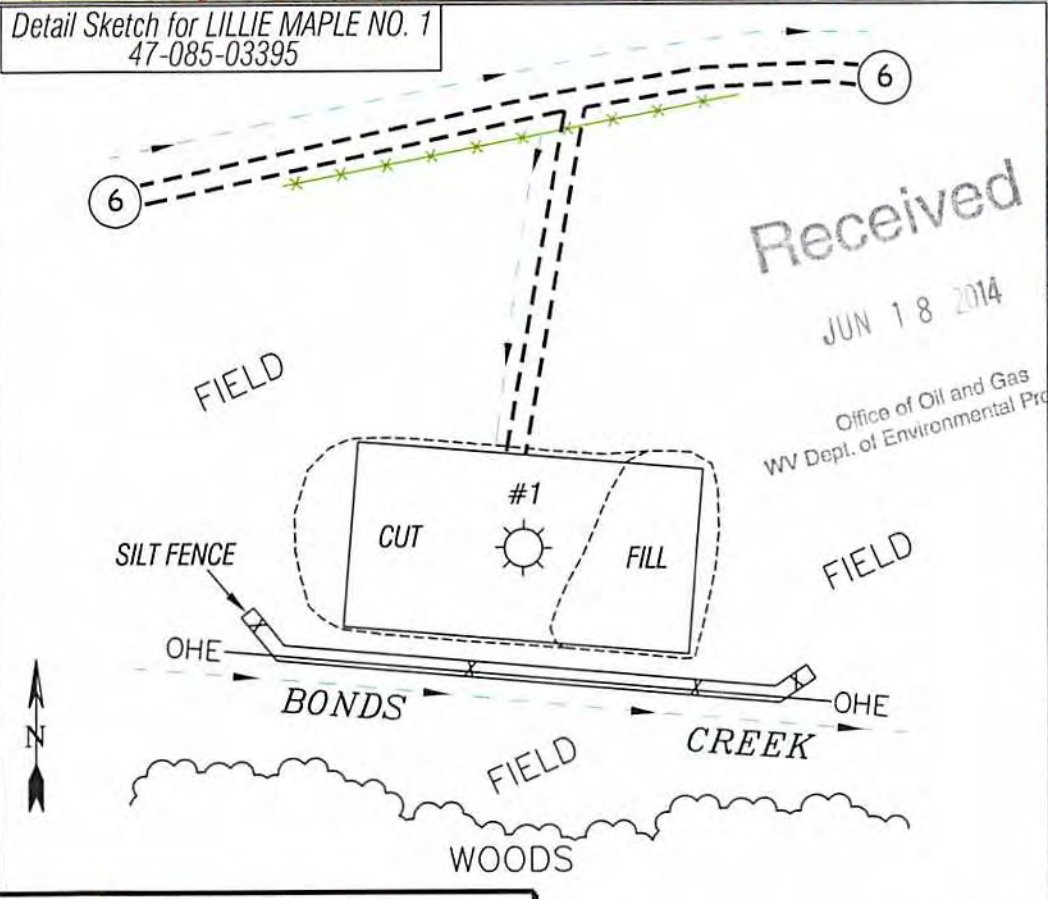 Detail Sketch for LILLIE MAPLE NO. 1
47-085-03395
6
6
Received
JUN 18 2014
Office of Oil and Gas
WV Dept. of Environmental Pro
FIELD
#1
CUT
FILL
SILT FENCE
FIELD
OHE
OHE
BONDS CREEK
FIELD
N
WOODS